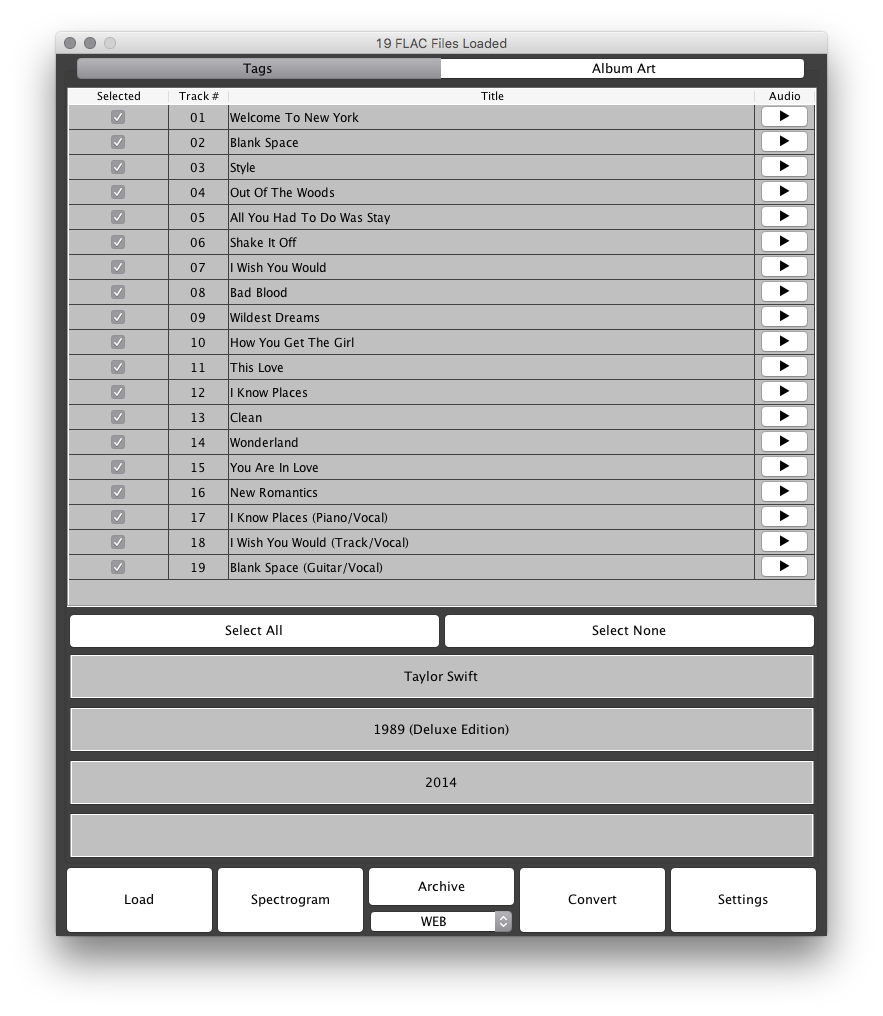 19 FLAC Files Loaded
Tags Album Art
Selected Track # Title Audio
01 Welcome To New York
02 Blank Space
03 Style
04 Out Of The Woods
05 All You Had To Do Was Stay
06 Shake It Off
07 I Wish You Would
08 Bad Blood
09 Wildest Dreams
10 How You Get The Girl
11 This Love
12 I Know Places
13 Clean
14 Wonderland
15 You Are In Love
16 New Romantics
17 I Know Places (Piano/Vocal)
18 I Wish You Would (Track/Vocal)
19 Blank Space (Guitar/Vocal)
Select All Select None
Taylor Swift
1989 (Deluxe Edition)
2014
Load Spectrogram Archive Convert Settings
WEB